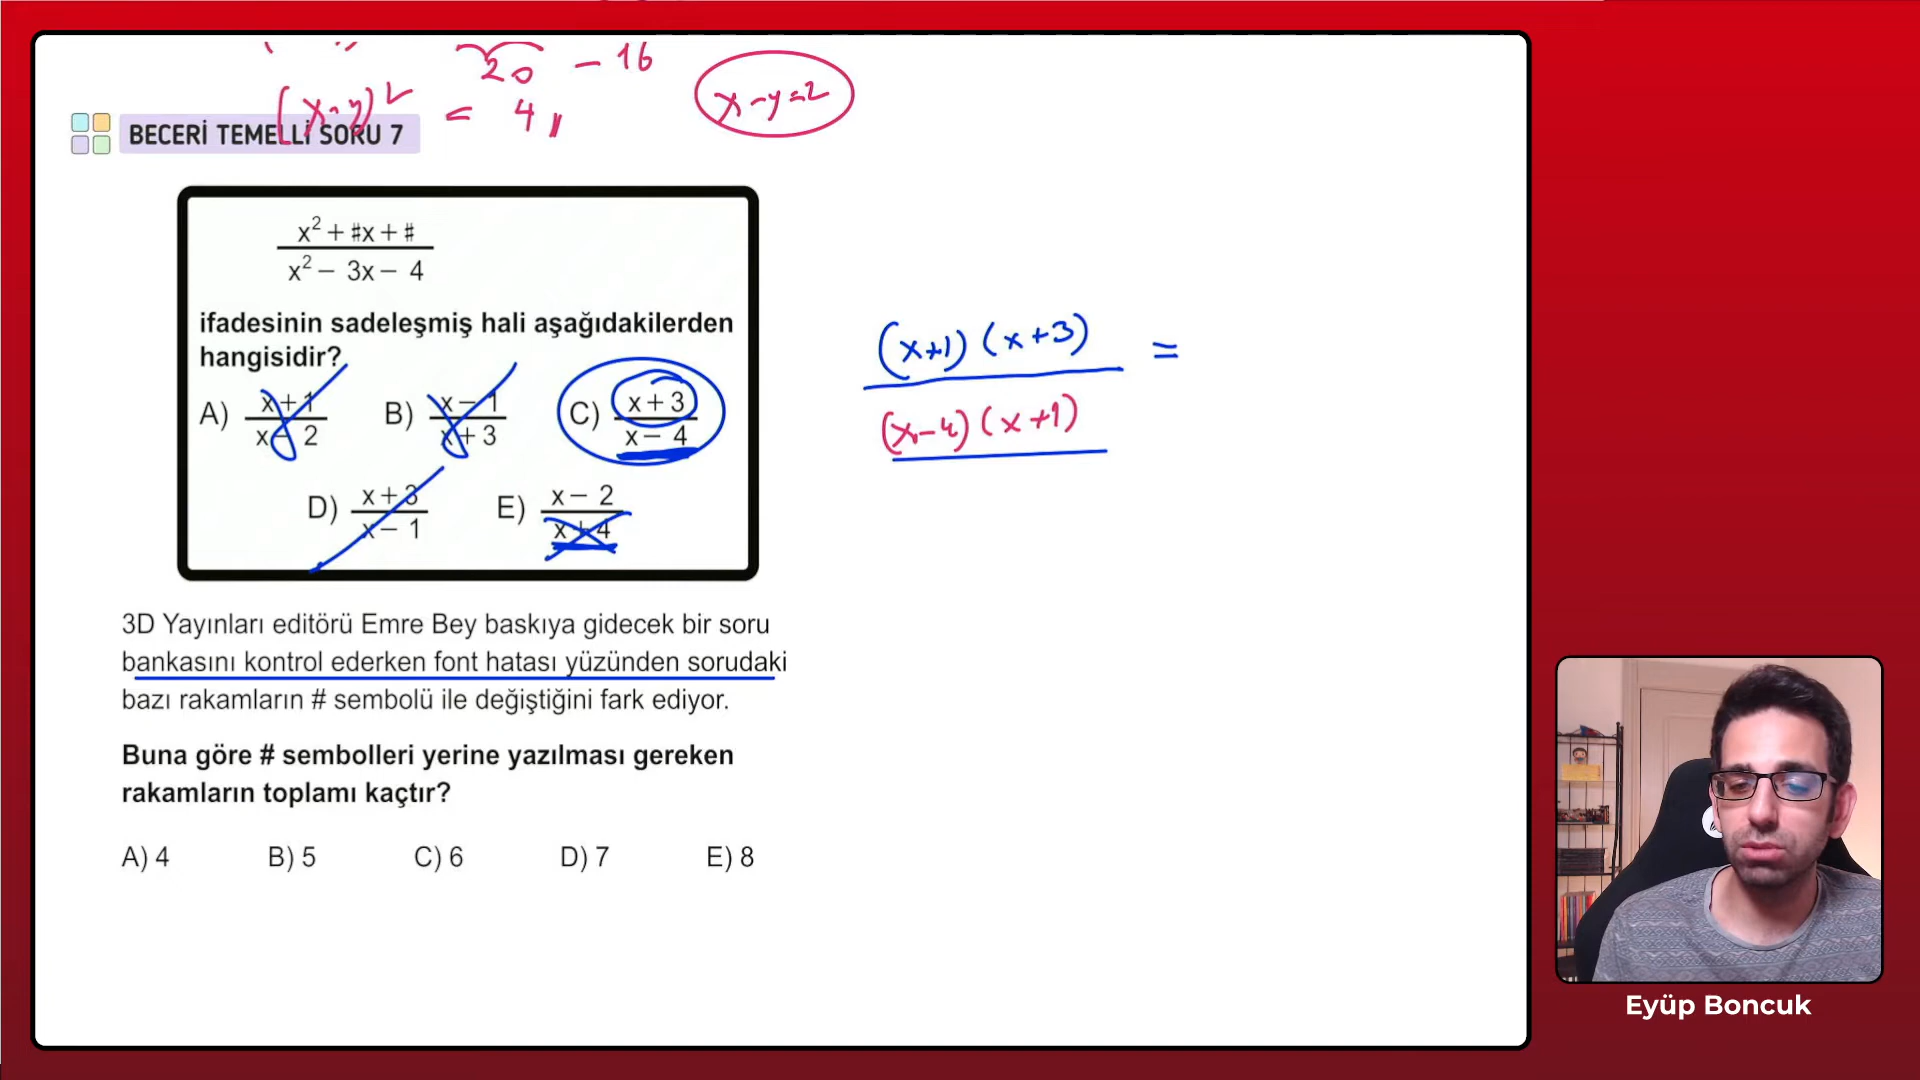 20 - 16
(x-y)² = 4
x-y=2
BECERİ TEMELLİ SORU 7
x² + #x + #
x² - 3x - 4
ifadesinin sadeleşmiş hali aşağıdakilerden
hangisidir?
A) x+1 / x-2 B) x-1 / x+3 C) x+3 / x-4
D) x+3 / x-1 E) x-2 / x+4
(x+1)(x+3) =
(x-4)(x+1)
3D Yayınları editörü Emre Bey baskıya gidecek bir soru
bankasını kontrol ederken font hatası yüzünden sorudaki
bazı rakamların # sembolü ile değiştiğini fark ediyor.
Buna göre # sembolleri yerine yazılması gereken
rakamların toplamı kaçtır?
A) 4 B) 5 C) 6 D) 7 E) 8
Eyüp Boncuk